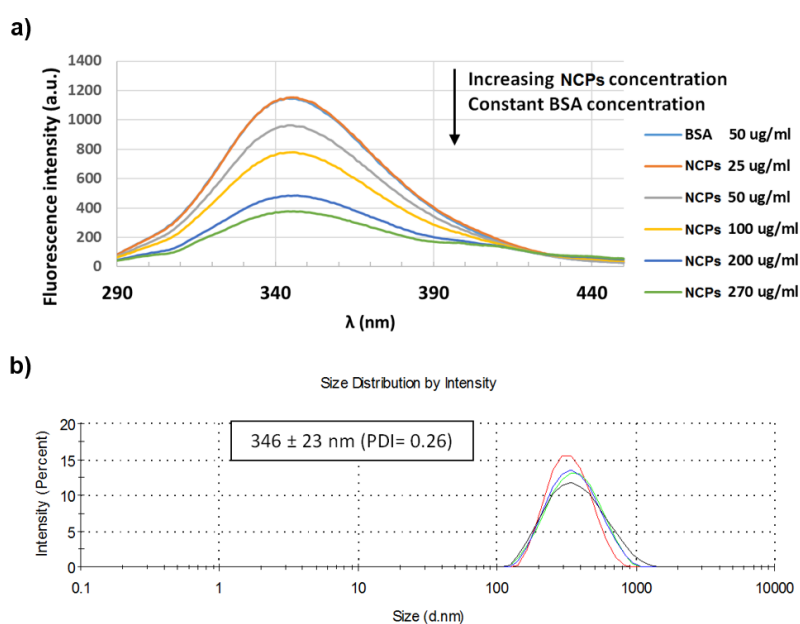 a)
1400
1200
1000
800
600
400
200
0
Fluorescence intensity (a.u.)
290 340 390 440
λ (nm)
Increasing NCPs concentration
Constant BSA concentration
BSA 50 ug/ml
NCPs 25 ug/ml
NCPs 50 ug/ml
NCPs 100 ug/ml
NCPs 200 ug/ml
NCPs 270 ug/ml
b)
Size Distribution by Intensity
20
15
10
5
0
Intensity (Percent)
346 ± 23 nm (PDI= 0.26)
0.1 1 10 100 1000 10000
Size (d.nm)